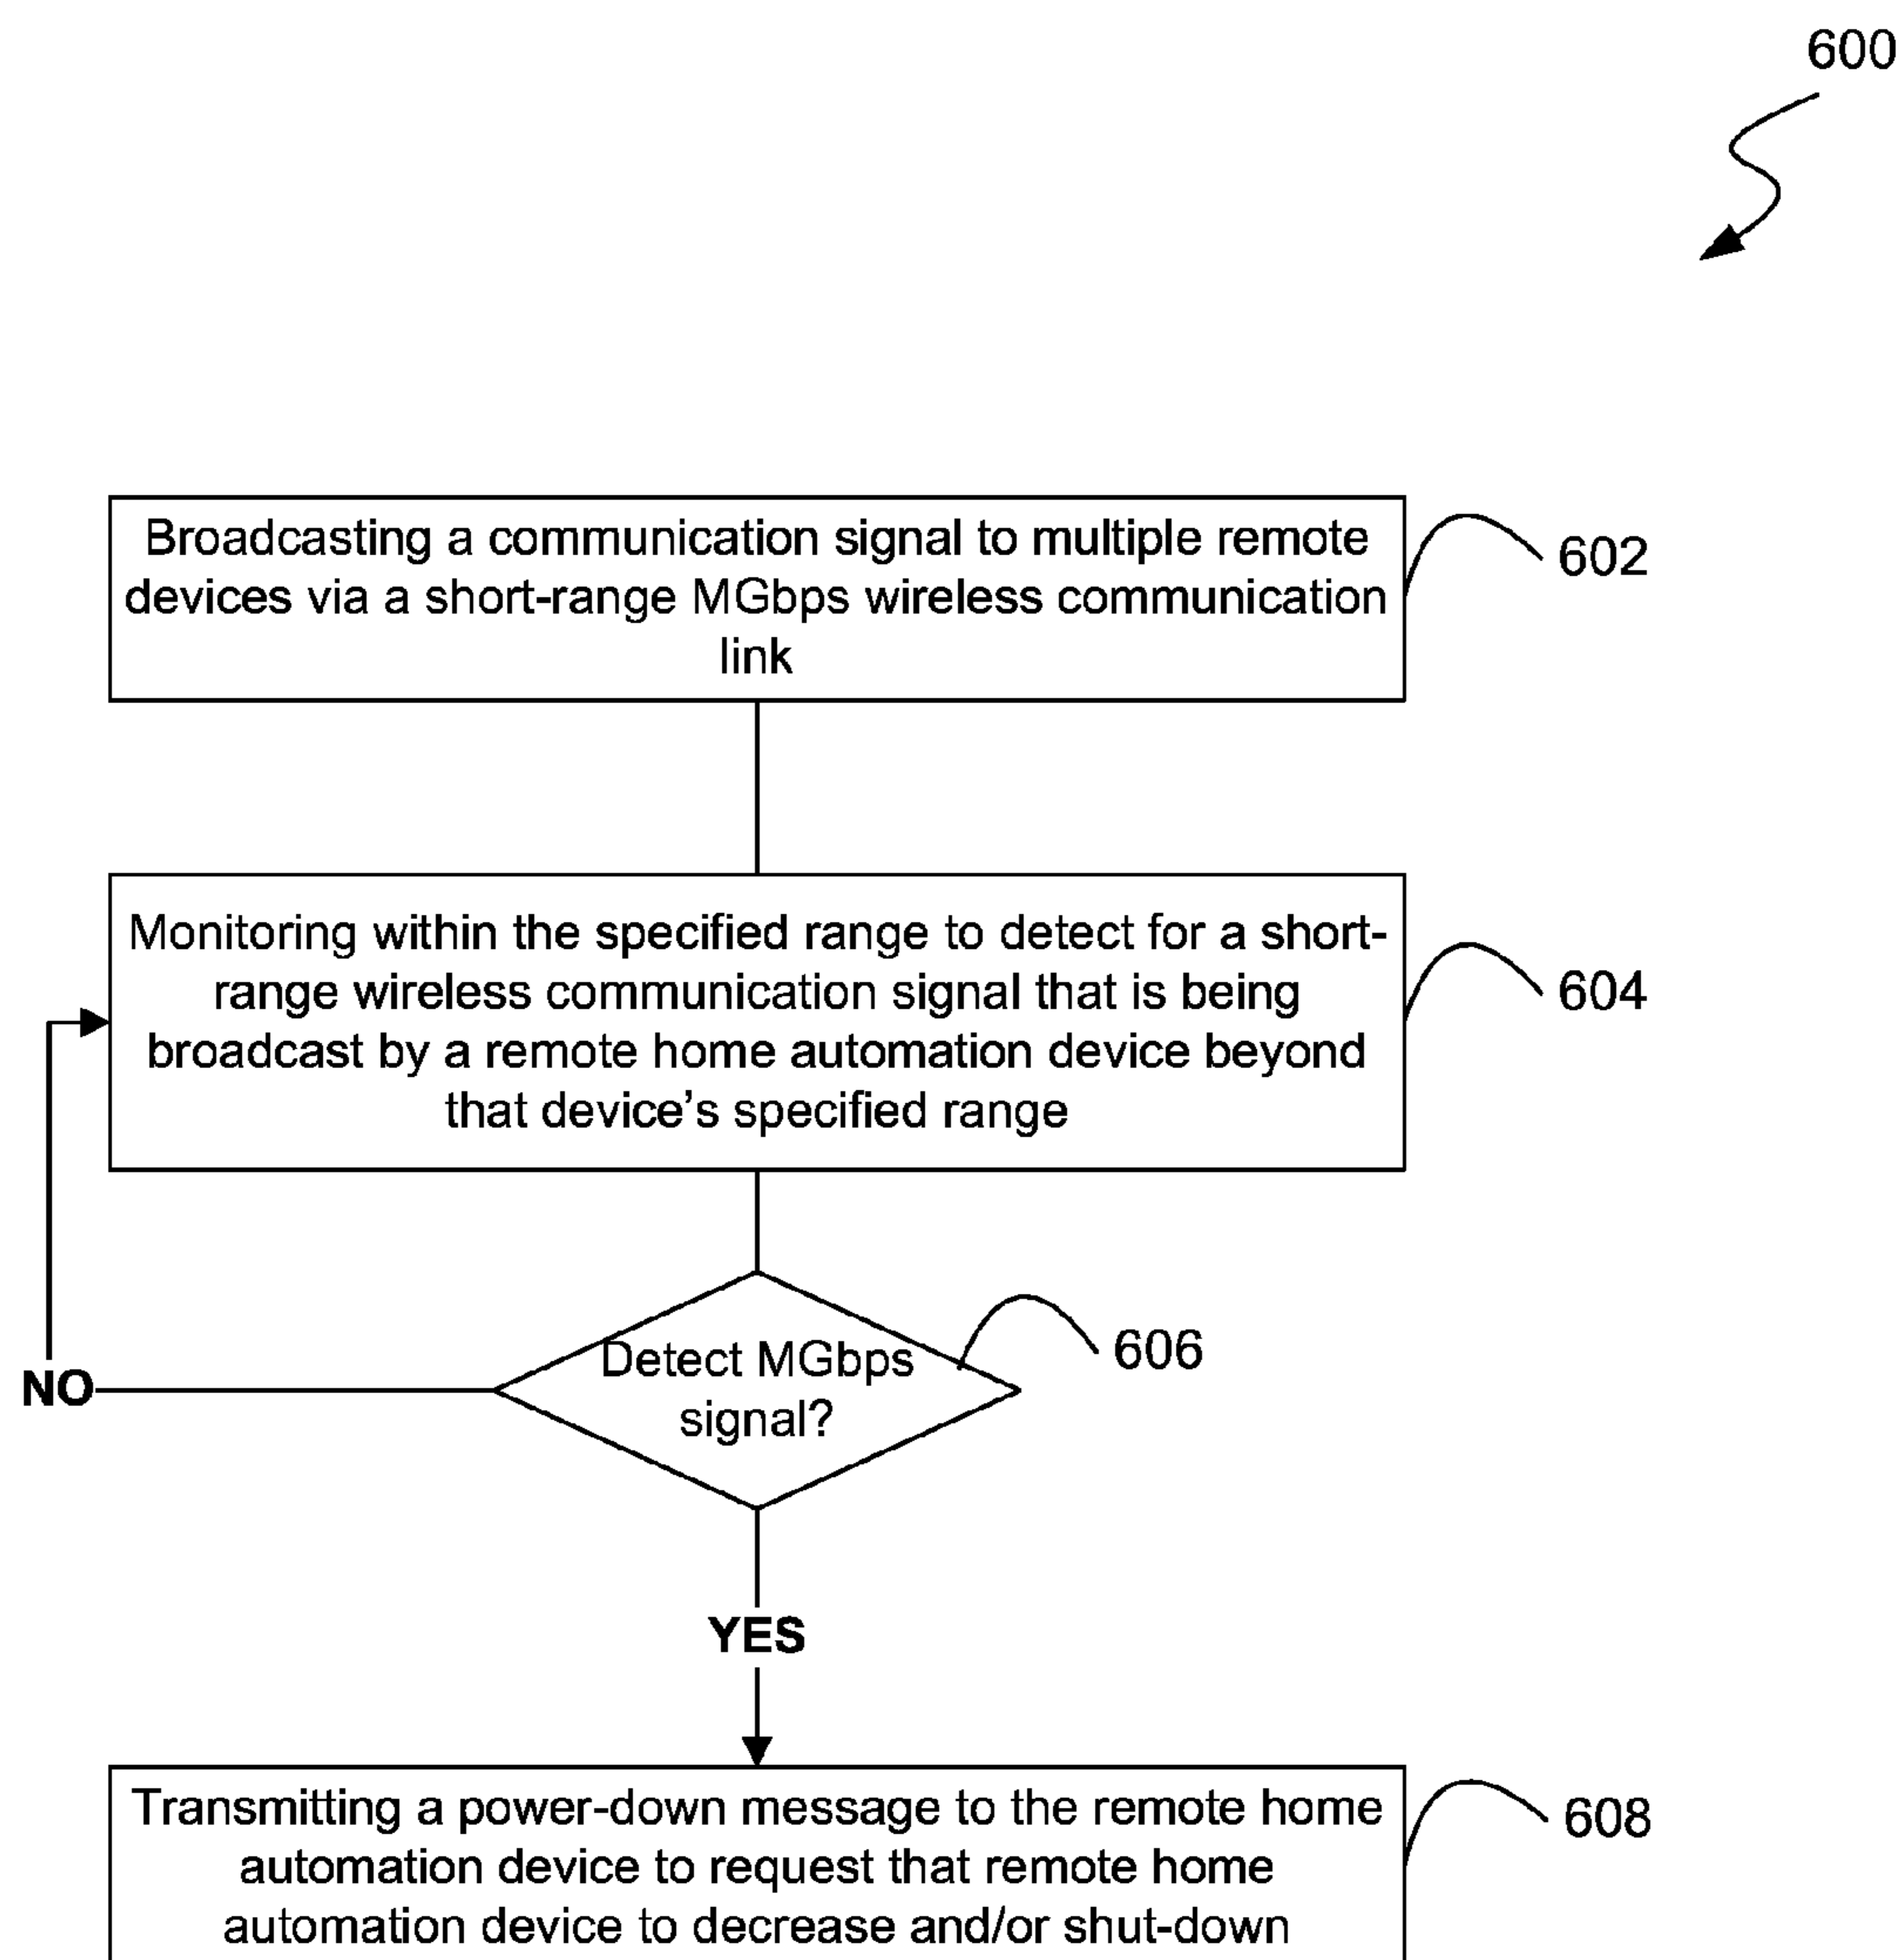 600
Broadcasting a communication signal to multiple remote
devices via a short-range MGbps wireless communication
link
602
Monitoring within the specified range to detect for a short-
range wireless communication signal that is being
broadcast by a remote home automation device beyond
that device's specified range
604
Detect MGbps
signal?
606
NO
YES
Transmitting a power-down message to the remote home
automation device to request that remote home
automation device to decrease and/or shut-down
608